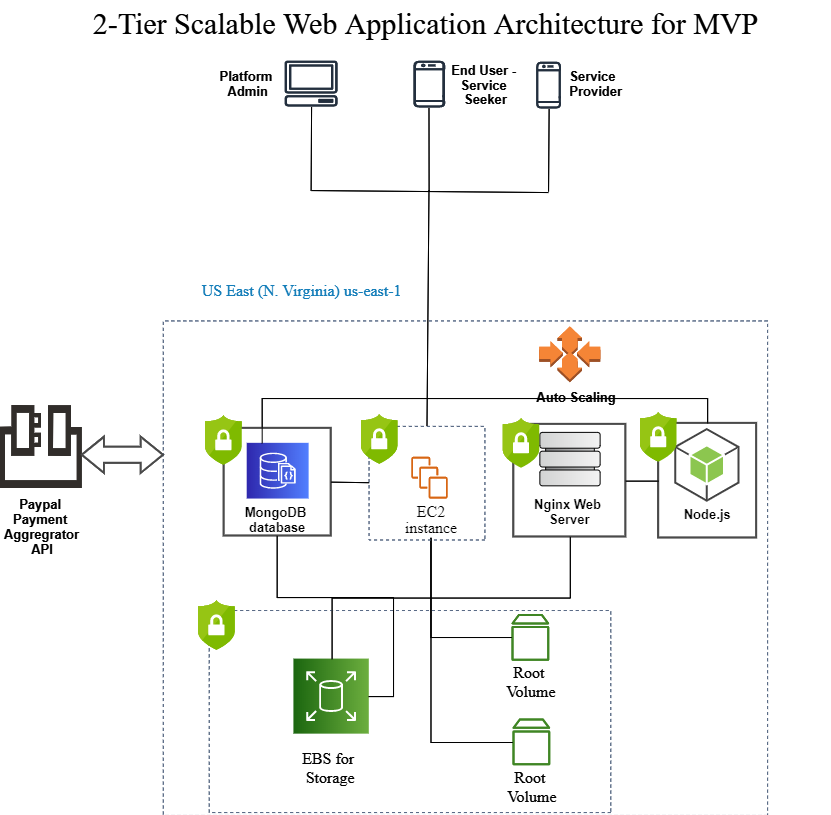 2-Tier Scalable Web Application Architecture for MVP
Platform
Admin
End User -
Service
Seeker
Service
Provider
US East (N. Virginia) us-east-1
Auto Scaling
MongoDB
database
EC2
instance
Nginx Web
Server
Node.js
Paypal
Payment
Aggregrator
API
EBS for
Storage
Root
Volume
Root
Volume